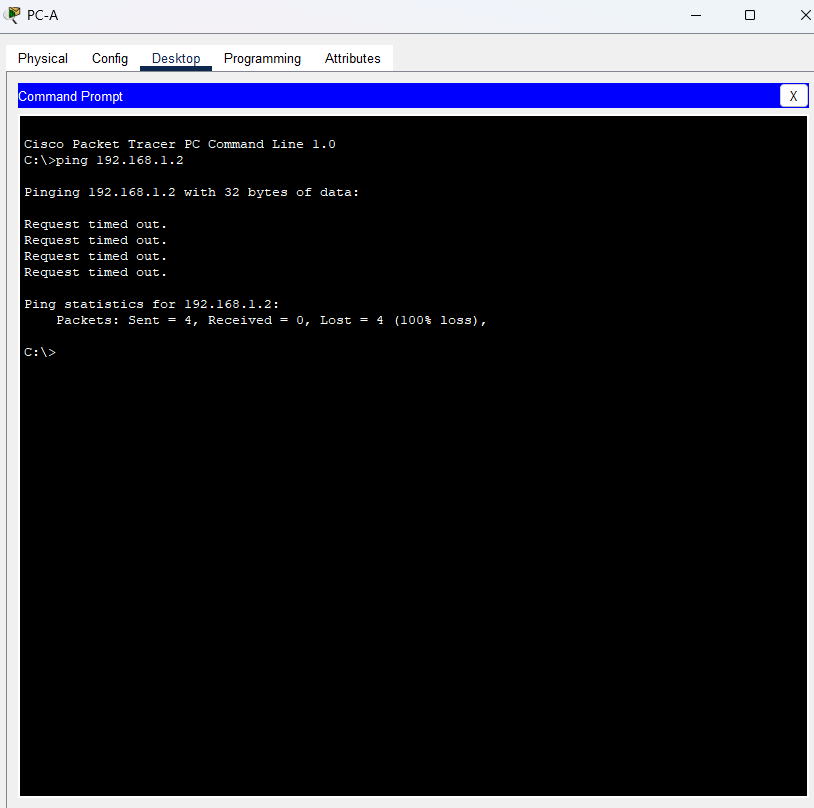 PC-A
Physical Config Desktop Programming Attributes
Command Prompt X
Cisco Packet Tracer PC Command Line 1.0
C:\>ping 192.168.1.2
Pinging 192.168.1.2 with 32 bytes of data:
Request timed out.
Request timed out.
Request timed out.
Request timed out.
Ping statistics for 192.168.1.2:
    Packets: Sent = 4, Received = 0, Lost = 4 (100% loss),
C:\>